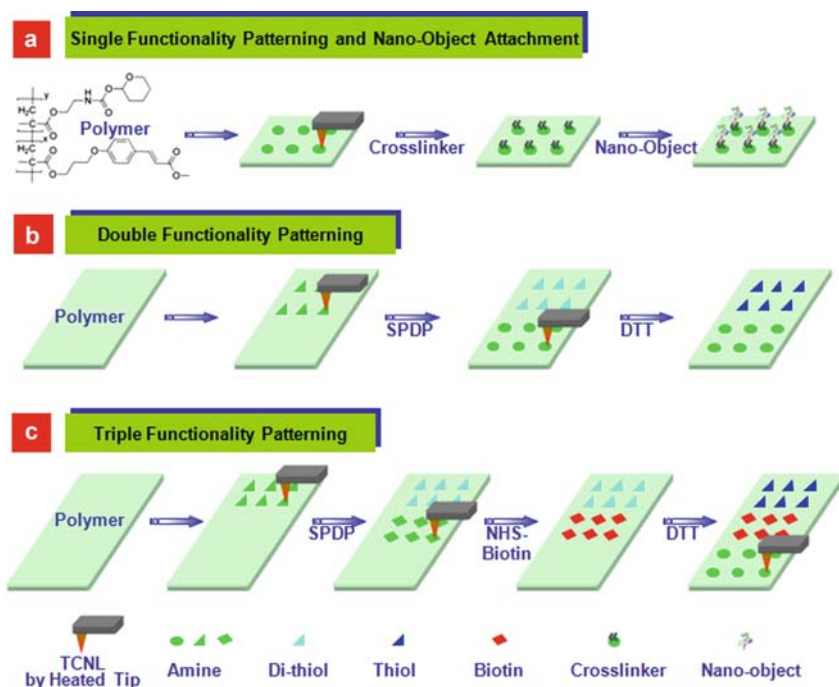 a
Single Functionality Patterning and Nano-Object Attachment
y
O
O
H
N
O
H₂C
O
O
Polymer
x
H₂C
O
O
O
O
O
Crosslinker
Nano-Object
b
Double Functionality Patterning
Polymer
SPDP
DTT
c
Triple Functionality Patterning
Polymer
SPDP
NHS-
Biotin
DTT
TCNL
by Heated Tip
Amine
Di-thiol
Thiol
Biotin
Crosslinker
Nano-object